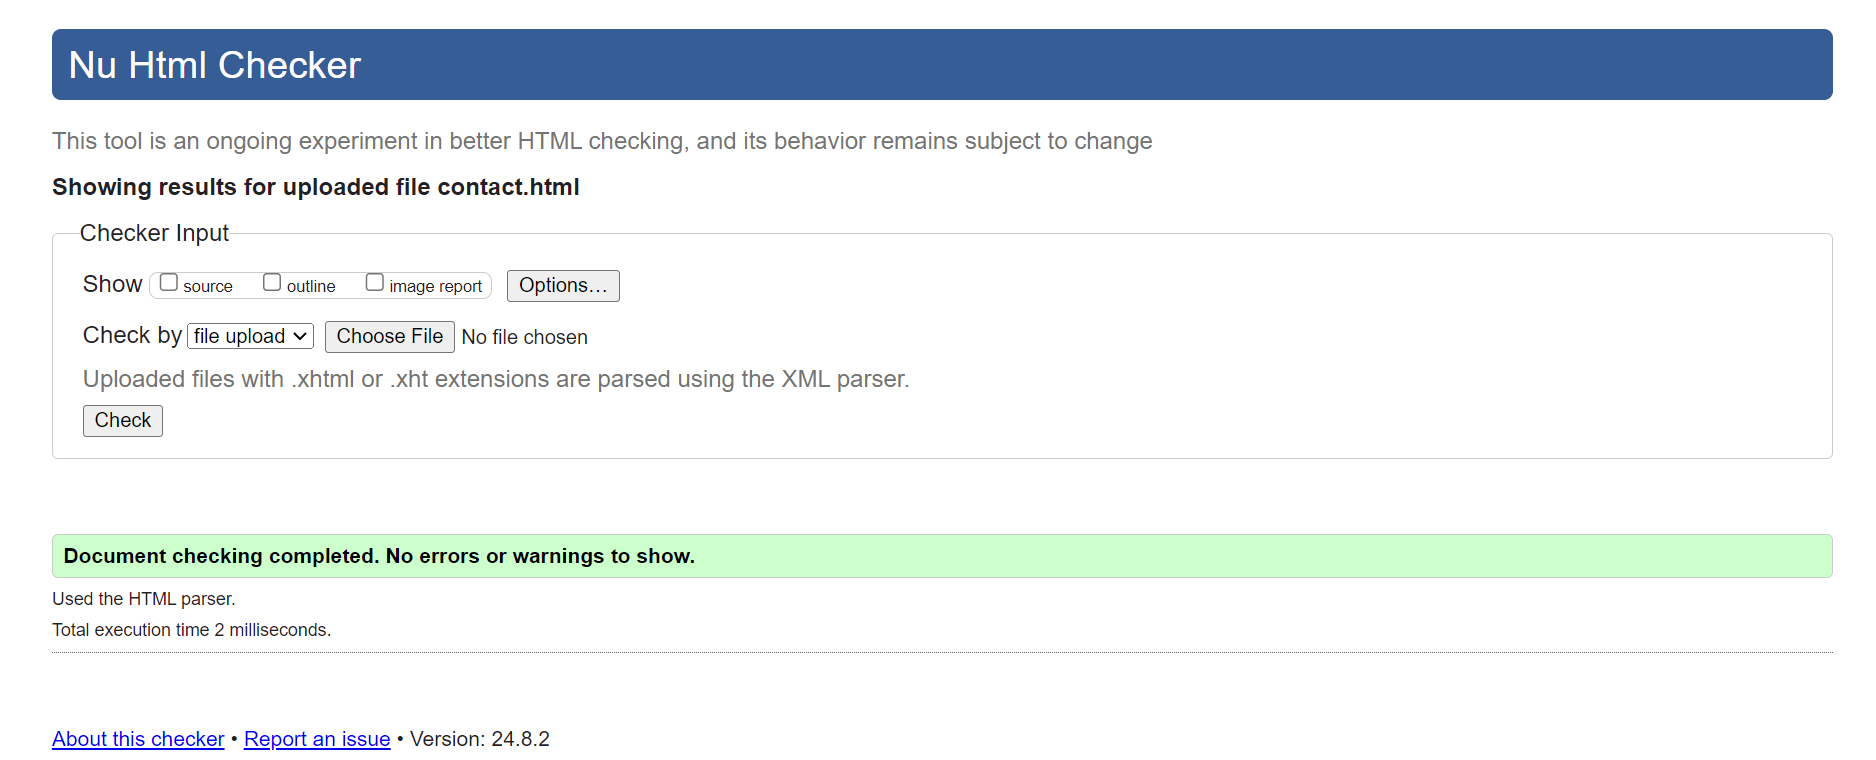 Nu Html Checker
This tool is an ongoing experiment in better HTML checking, and its behavior remains subject to change
Showing results for uploaded file contact.html
Checker Input
Show source outline image report Options...
Check by file upload Choose File No file chosen
Uploaded files with .xhtml or .xht extensions are parsed using the XML parser.
Check
Document checking completed. No errors or warnings to show.
Used the HTML parser.
Total execution time 2 milliseconds.
About this checker • Report an issue • Version: 24.8.2